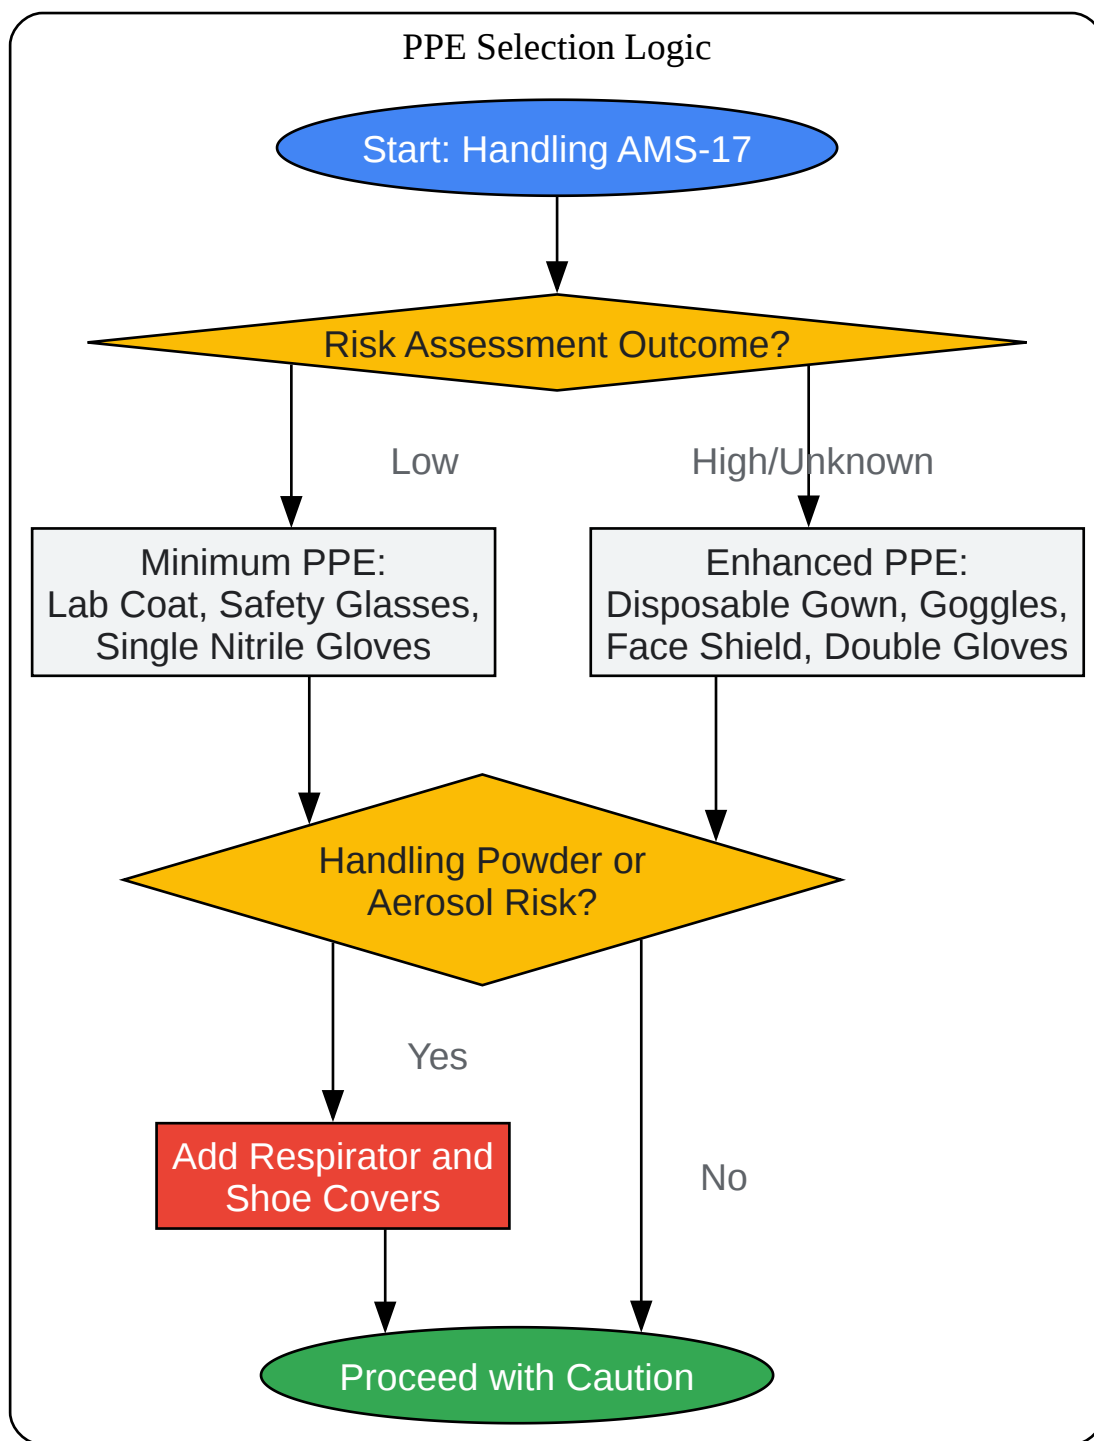 PPE Selection Logic
Start: Handling AMS-17
Risk Assessment Outcome?
Low
High/Unknown
Minimum PPE:
Lab Coat, Safety Glasses,
Single Nitrile Gloves
Enhanced PPE:
Disposable Gown, Goggles,
Face Shield, Double Gloves
Handling Powder or
Aerosol Risk?
Yes
Add Respirator and
Shoe Covers
No
Proceed with Caution